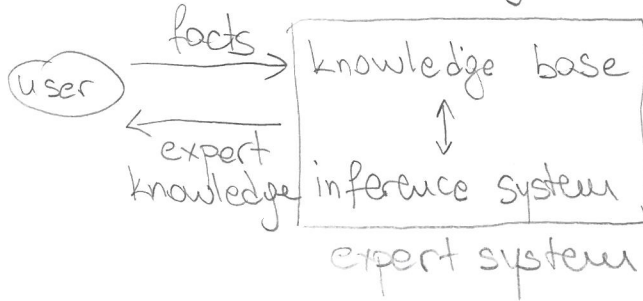 facts
user
knowledge base
expert
knowledge
inference system
expert system